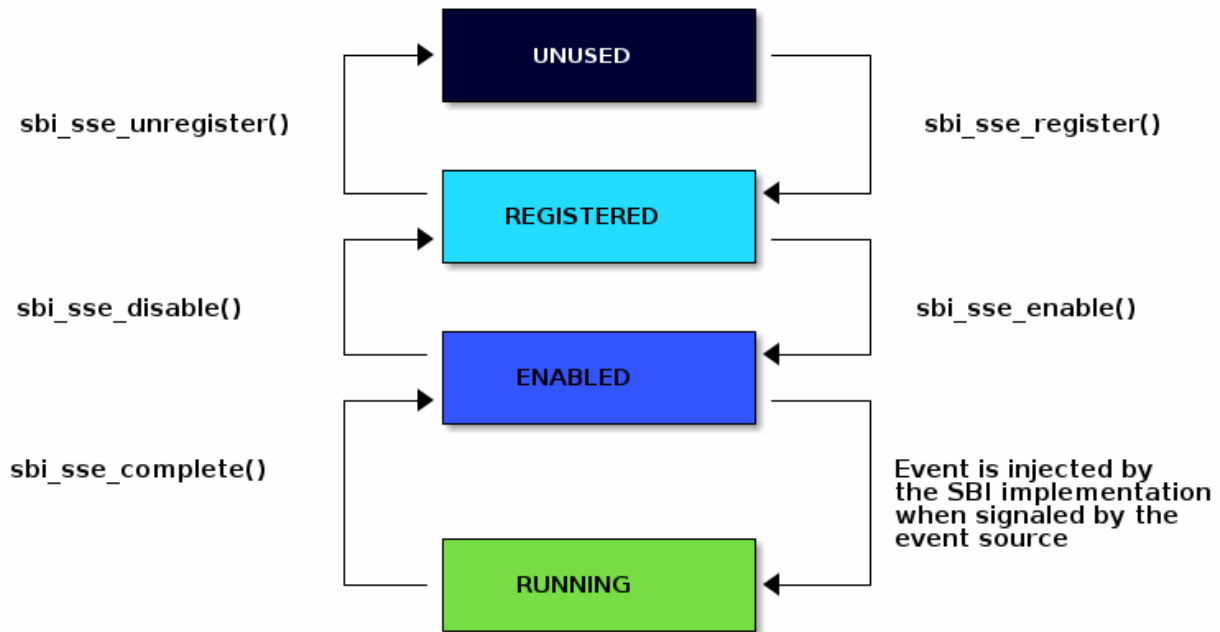 UNUSED
sbi_sse_unregister()
sbi_sse_register()
REGISTERED
sbi_sse_disable()
sbi_sse_enable()
ENABLED
sbi_sse_complete()
Event is injected by
the SBI implementation
when signaled by the
event source
RUNNING